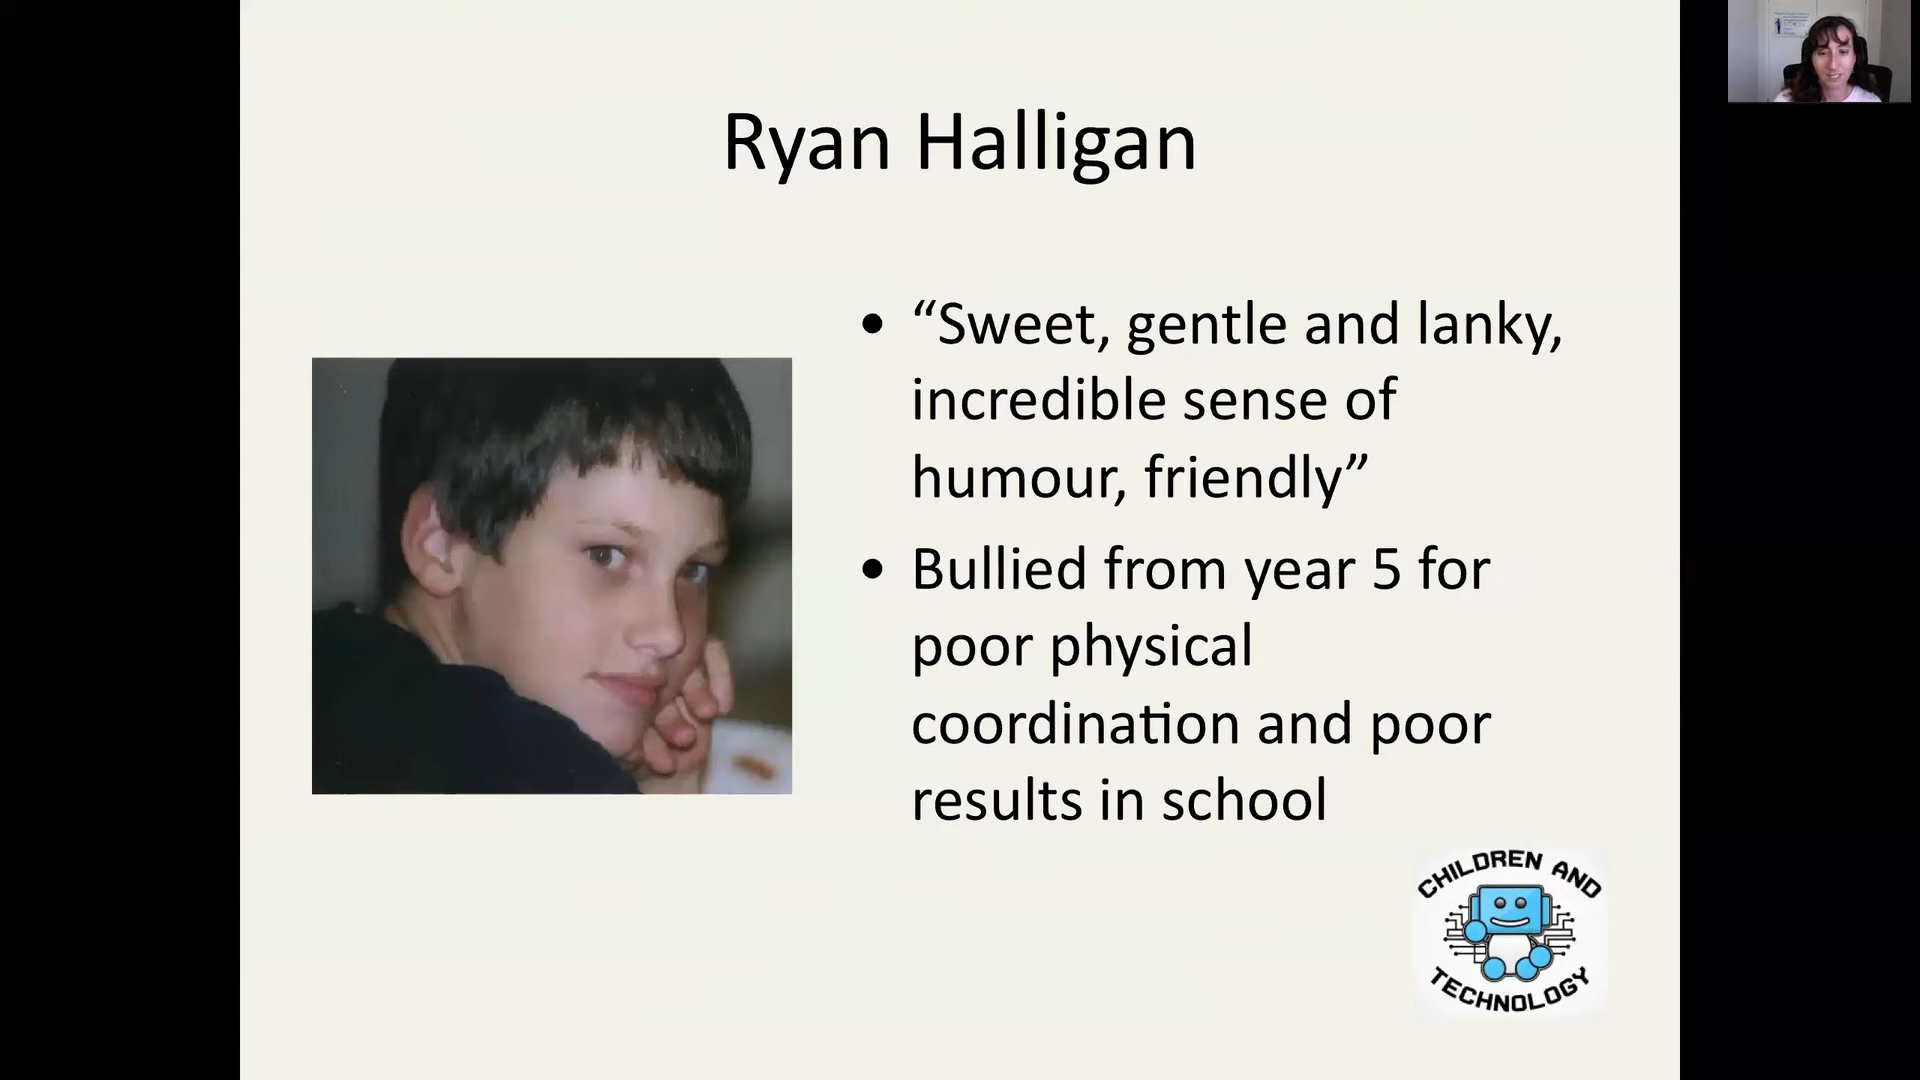 Ryan Halligan
• “Sweet, gentle and lanky,
incredible sense of
humour, friendly”
• Bullied from year 5 for
poor physical
coordination and poor
results in school
CHILDREN AND
TECHNOLOGY